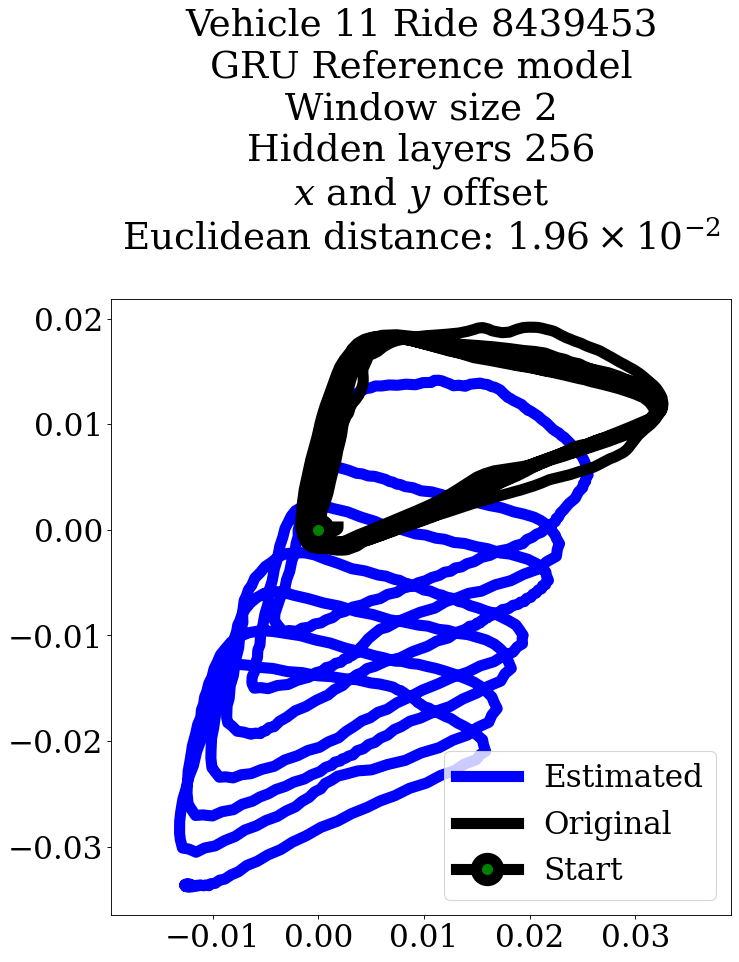 Vehicle 11 Ride 8439453
GRU Reference model
Window size 2
Hidden layers 256
x and y offset
Euclidean distance: 1.96 × 10⁻²
0.02
0.01
0.00
−0.01
−0.02
−0.03
Estimated
Original
Start
−0.01 0.00 0.01 0.02 0.03